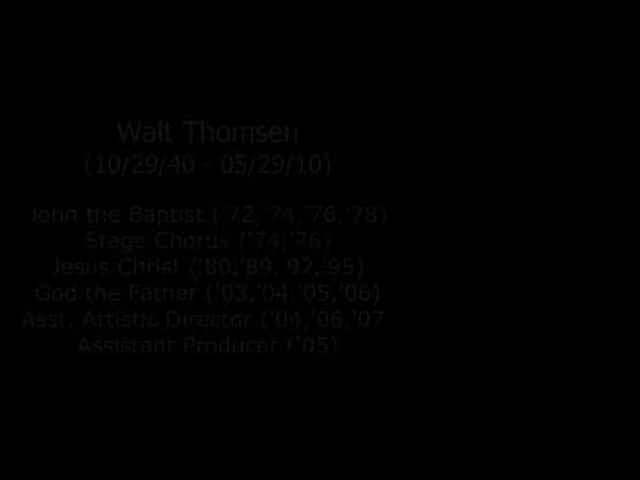 Walt Thomsen
(10/29/40 - 05/29/10)
John the Baptist ('72,'74,'76,'78)
Stage Chorus ('74,'76)
Jesus Christ ('80,'89, 92,'95)
God the Father ('03,'04,'05,'06)
Asst. Artistic Director ('04,'06,'07
Assistant Producer ('05)